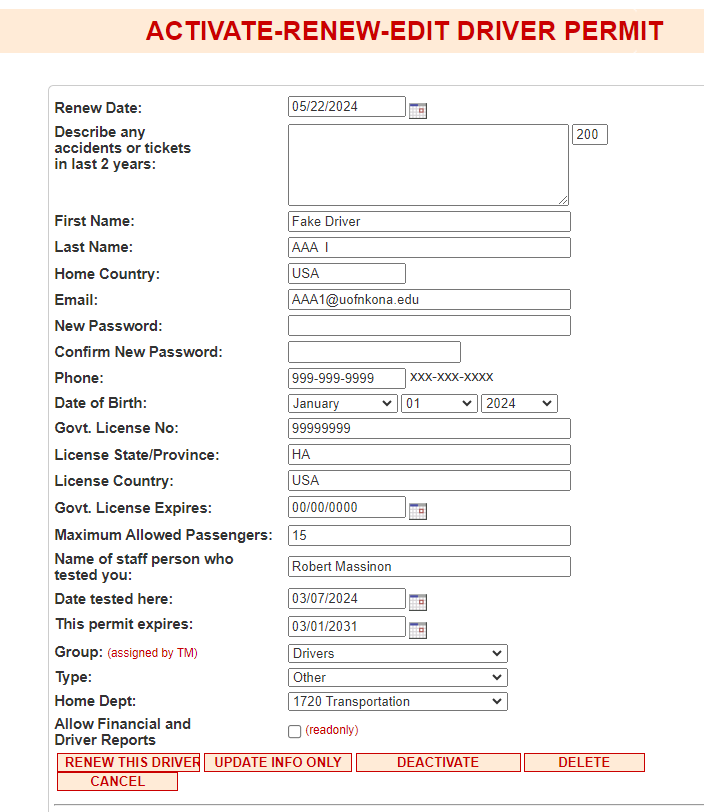 ACTIVATE-RENEW-EDIT DRIVER PERMIT
Renew Date: 05/22/2024
Describe any
accidents or tickets
in last 2 years:
200
First Name: Fake Driver
Last Name: AAA I
Home Country: USA
Email: AAA1@uofnkona.edu
New Password:
Confirm New Password:
Phone: 999-999-9999 xxx-xxx-xxxx
Date of Birth: January 01 2024
Govt. License No: 99999999
License State/Province: HA
License Country: USA
Govt. License Expires: 00/00/0000
Maximum Allowed Passengers: 15
Name of staff person who
tested you:
Robert Massinon
Date tested here: 03/07/2024
This permit expires: 03/01/2031
Group: (assigned by TM) Drivers
Type: Other
Home Dept: 1720 Transportation
Allow Financial and
Driver Reports
(readonly)
RENEW THIS DRIVER UPDATE INFO ONLY DEACTIVATE DELETE
CANCEL